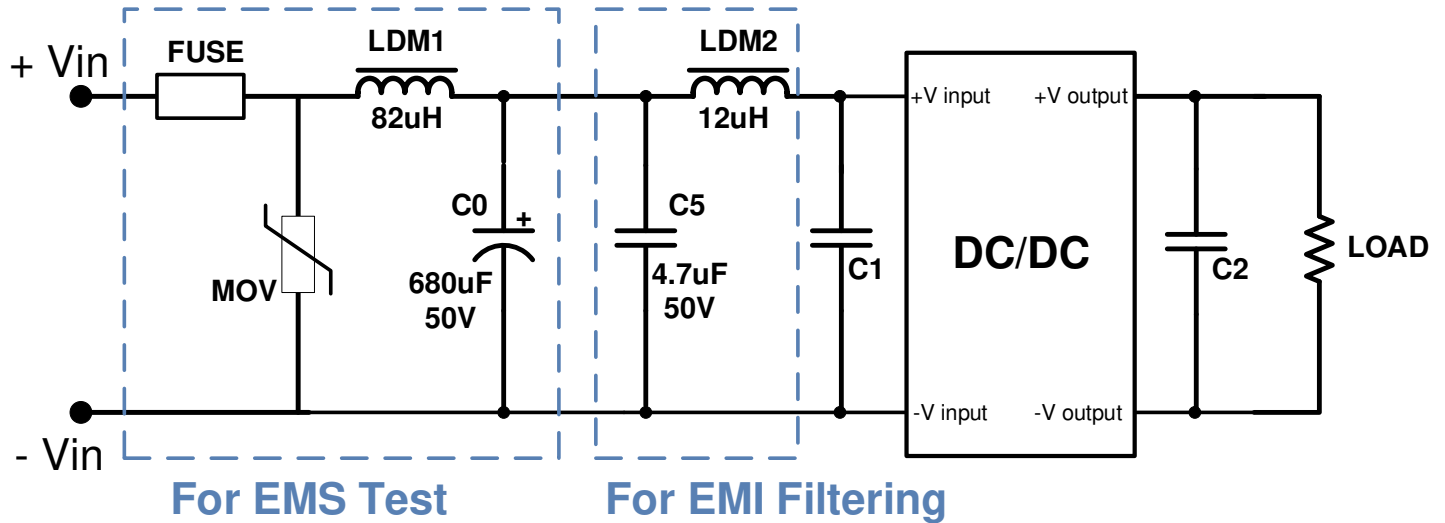 LDM1
LDM2
FUSE
+ Vin
82uH
12uH
+V input
+V output
C0
+
C5
DC/DC
LOAD
C1
C2
MOV
680uF
50V
4.7uF
50V
-V input
-V output
- Vin
For EMS Test
For EMI Filtering